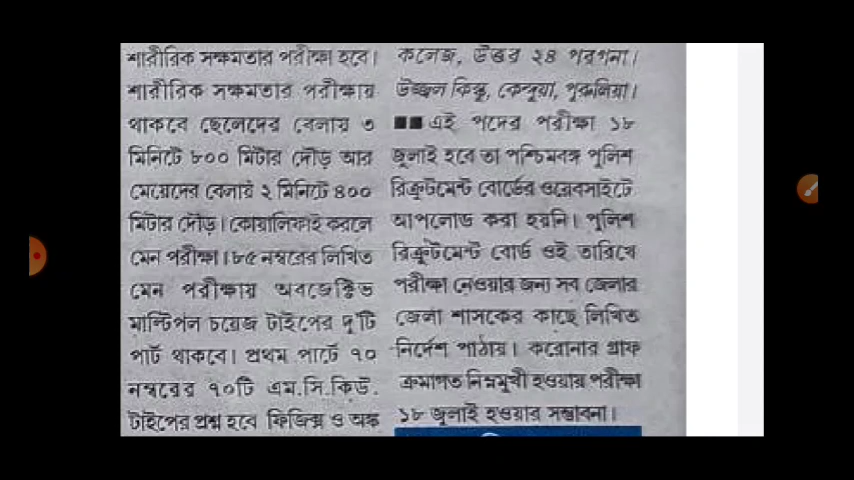 শারীরিক সক্ষমতার পরীক্ষা হবে।
শারীরিক সক্ষমতার পরীক্ষায়
থাকবে ছেলেদের বেলায় ৩
মিনিটে ৮০০ মিটার দৌড় আর
মেয়েদের বেলায় ২ মিনিটে ৪০০
মিটার দৌড়। কোয়ালিফাই করলে
মেন পরীক্ষা। ৮৫ নম্বরের লিখিত
মেন পরীক্ষায় অবজেক্টিভ
মাল্টিপল চয়েজ টাইপের দু'টি
পার্ট থাকবে। প্রথম পার্টে ৭০
নম্বরের ৭০টি এম.সি.কিউ.
টাইপের প্রশ্ন হবে ফিজিক্স ও অঙ্ক
কলেজ, উত্তর ২৪ পরগনা।
উজ্জ্বল কিস্কু, কেন্দুয়া, পুরুলিয়া।
■■ এই পদের পরীক্ষা ১৮
জুলাই হবে তা পশ্চিমবঙ্গ পুলিশ
রিক্রুটমেন্ট বোর্ডের ওয়েবসাইটে
আপলোড করা হয়নি। পুলিশ
রিক্রুটমেন্ট বোর্ড ওই তারিখে
পরীক্ষা নেওয়ার জন্য সব জেলার
জেলা শাসকের কাছে লিখিত
নির্দেশ পাঠায়। করোনার গ্রাফ
ক্রমাগত নিম্নমুখী হওয়ায় পরীক্ষা
১৮ জুলাই হওয়ার সম্ভাবনা।